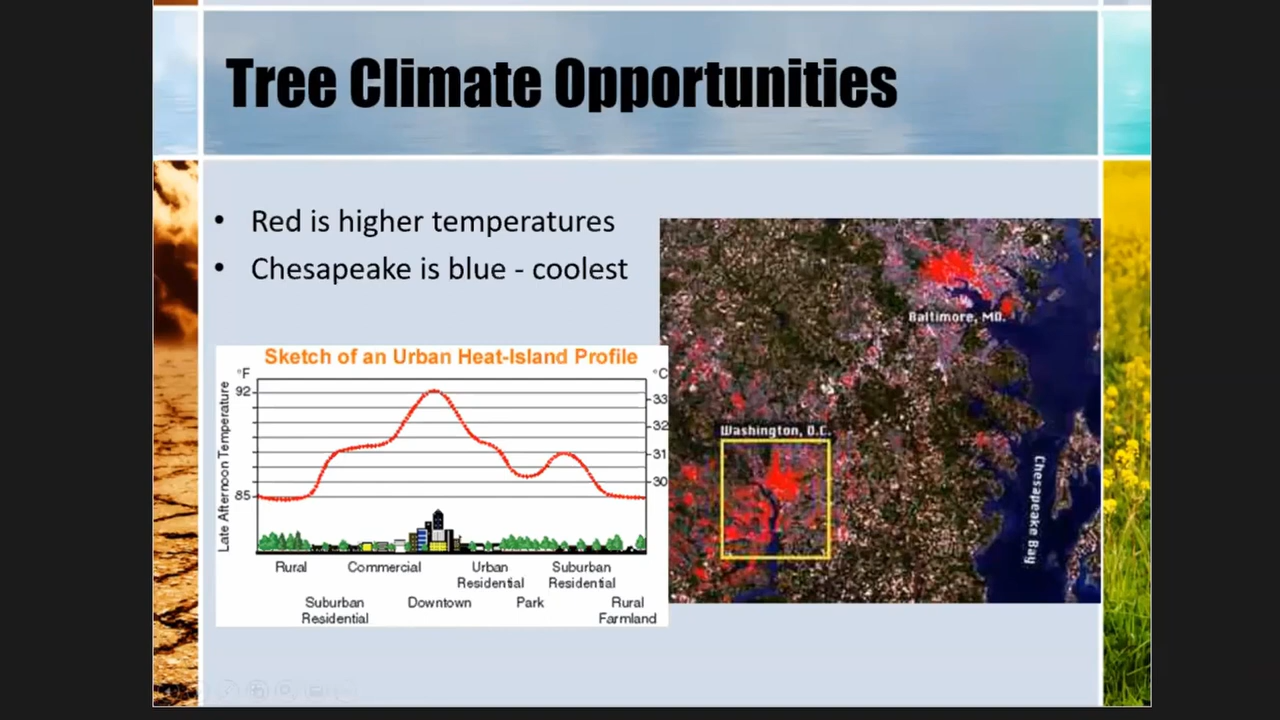 Tree Climate Opportunities
• Red is higher temperatures
• Chesapeake is blue - coolest
Sketch of an Urban Heat-Island Profile
°F
°C
92
33
32
31
30
85
Late Afternoon Temperature
Rural
Commercial
Urban
Residential
Suburban
Residential
Suburban
Residential
Downtown
Park
Rural
Farmland
Baltimore, MD.
Washington, D.C.
Chesapeake Bay